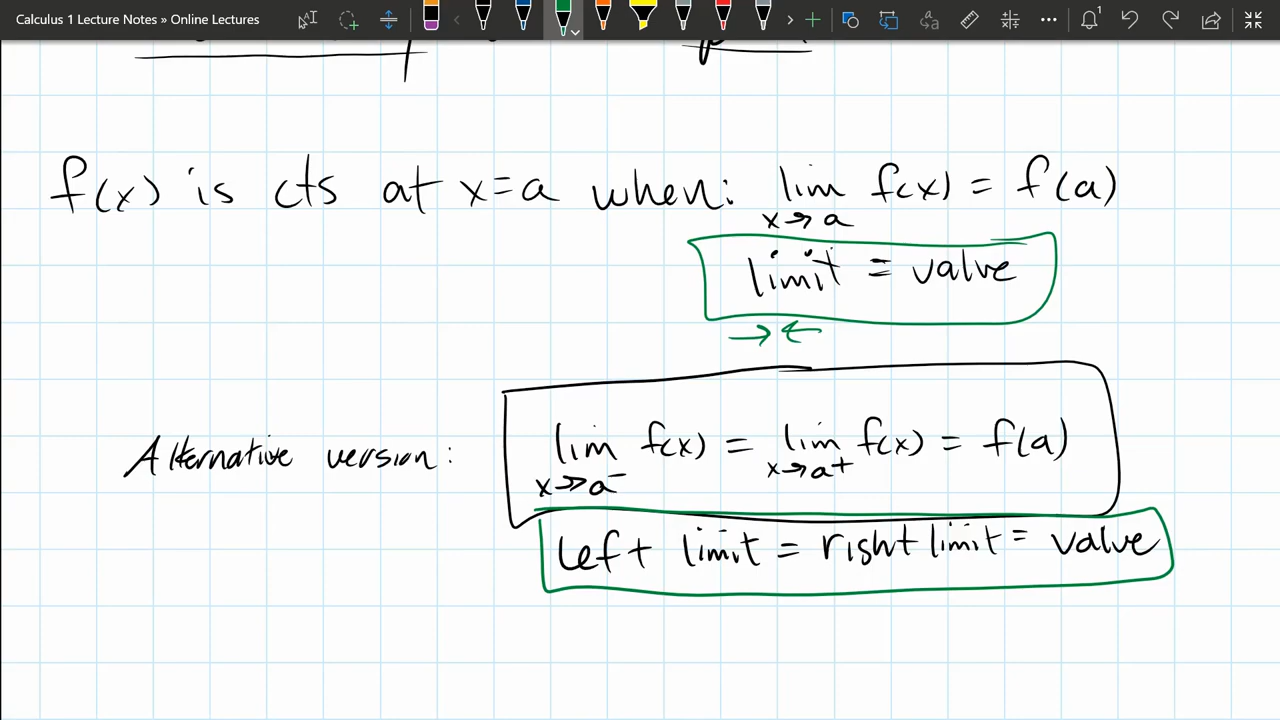 Calculus 1 Lecture Notes » Online Lectures
f(x) is cts at x=a when: lim f(x) = f(a)
x→a
limit = value
→ ←
Alternative version: lim f(x) = lim f(x) = f(a)
x→a⁻ x→a⁺
left limit = right limit = value